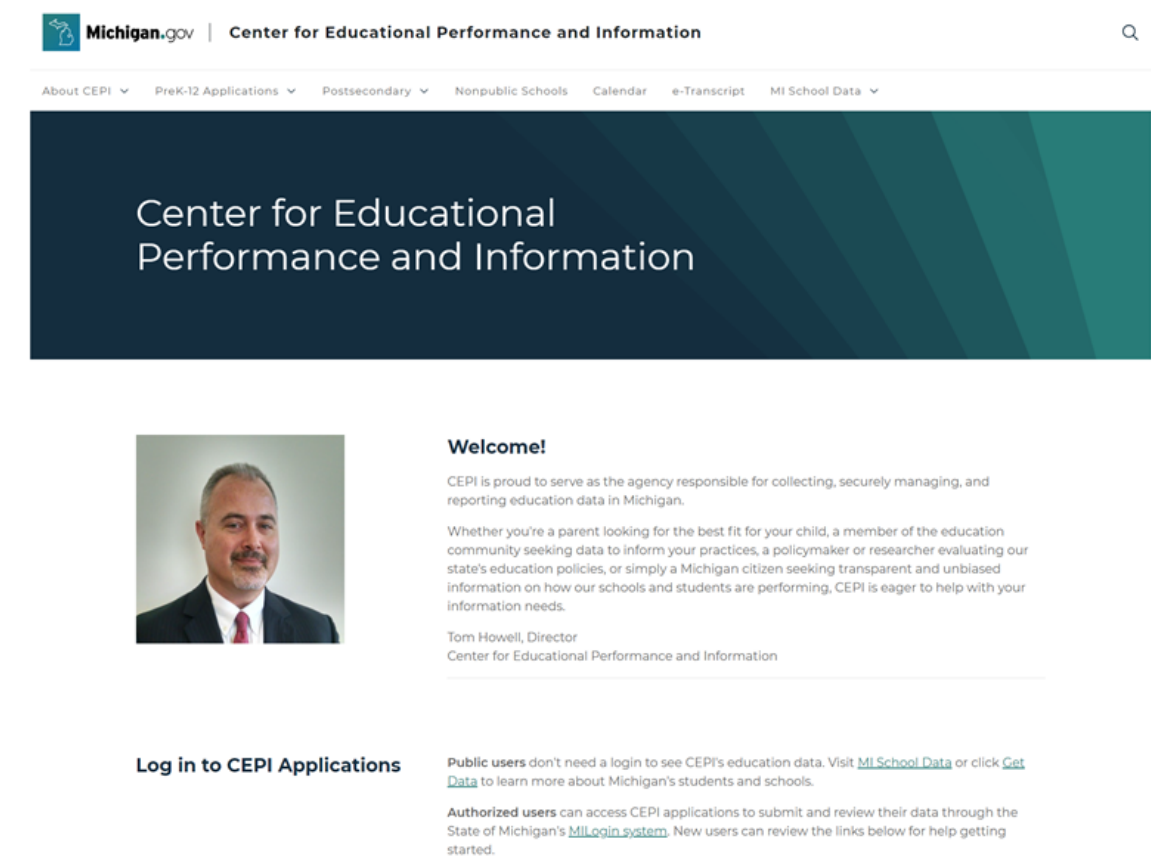 Michigan.gov | Center for Educational Performance and Information
About CEPI PreK-12 Applications Postsecondary Nonpublic Schools Calendar e-Transcript MI School Data
Center for Educational
Performance and Information
Welcome!
CEPI is proud to serve as the agency responsible for collecting, securely managing, and
reporting education data in Michigan.
Whether you're a parent looking for the best fit for your child, a member of the education
community seeking data to inform your practices, a policymaker or researcher evaluating our
state's education policies, or simply a Michigan citizen seeking transparent and unbiased
information on how our schools and students are performing, CEPI is eager to help with your
information needs.
Tom Howell, Director
Center for Educational Performance and Information
Log in to CEPI Applications
Public users don't need a login to see CEPI's education data. Visit MI School Data or click Get
Data to learn more about Michigan's students and schools.
Authorized users can access CEPI applications to submit and review their data through the
State of Michigan's MILogin system. New users can review the links below for help getting
started.